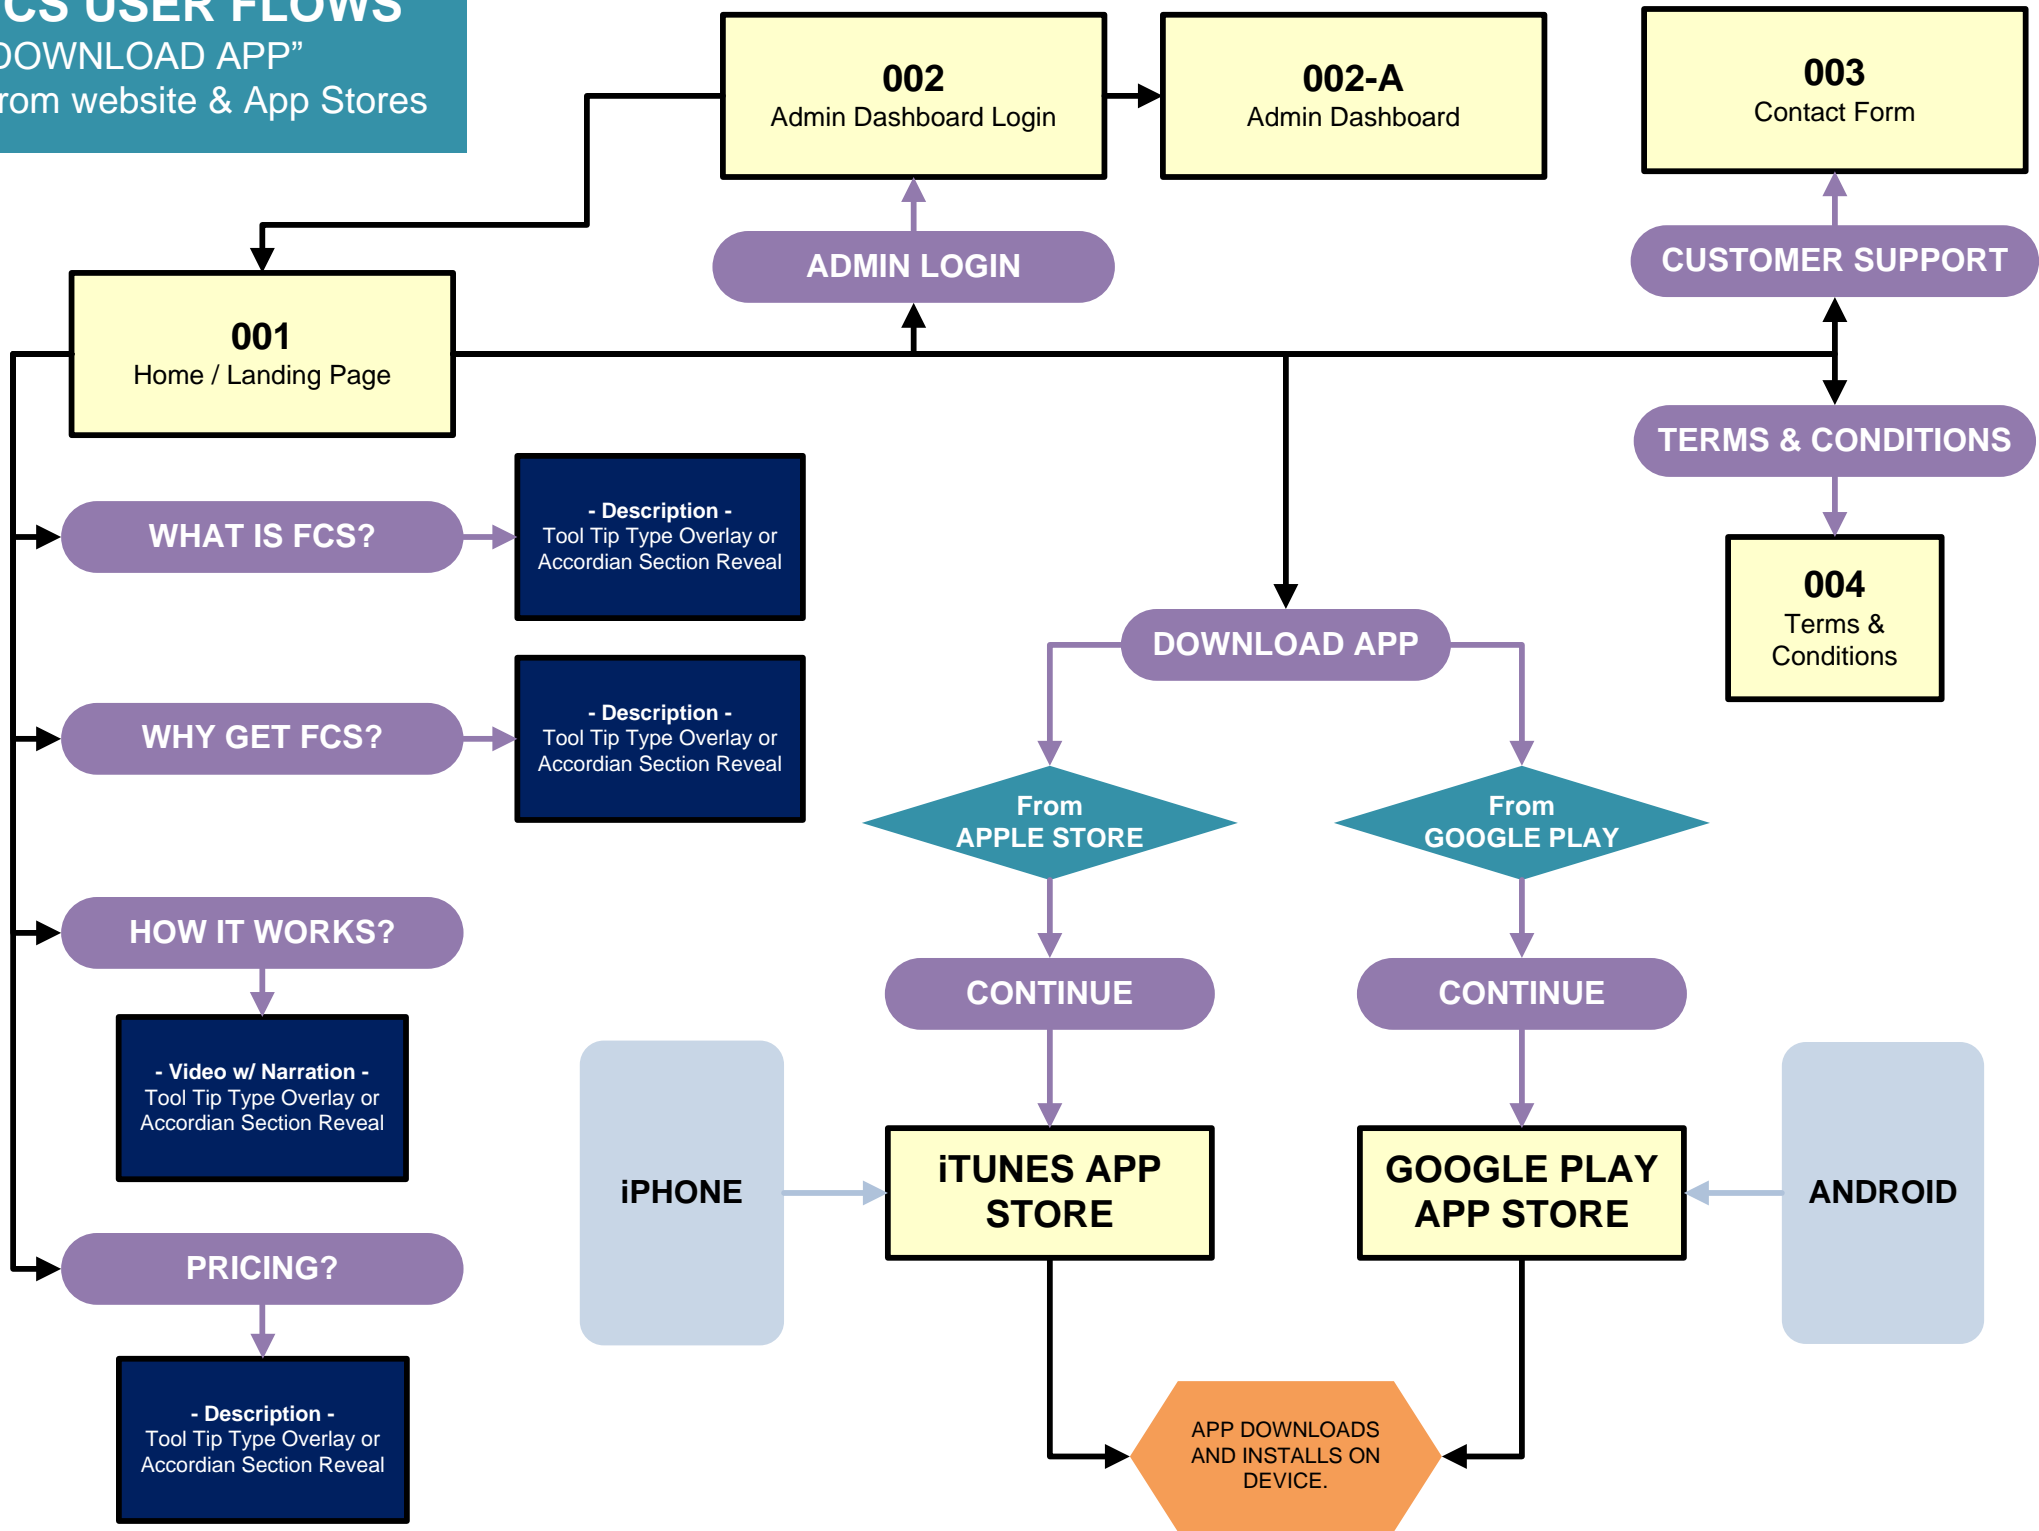 CS USER FLOWS
DOWNLOAD APP”
rom website & App Stores
002
Admin Dashboard Login
002-A
Admin Dashboard
003
Contact Form
ADMIN LOGIN
CUSTOMER SUPPORT
001
Home / Landing Page
TERMS & CONDITIONS
- Description -
Tool Tip Type Overlay or
Accordian Section Reveal
WHAT IS FCS?
004
Terms &
Conditions
DOWNLOAD APP
- Description -
Tool Tip Type Overlay or
Accordian Section Reveal
WHY GET FCS?
From
APPLE STORE
From
GOOGLE PLAY
HOW IT WORKS?
CONTINUE
CONTINUE
- Video w/ Narration -
Tool Tip Type Overlay or
Accordian Section Reveal
iPHONE
iTUNES APP
STORE
GOOGLE PLAY
APP STORE
ANDROID
PRICING?
- Description -
Tool Tip Type Overlay or
Accordian Section Reveal
APP DOWNLOADS
AND INSTALLS ON
DEVICE.